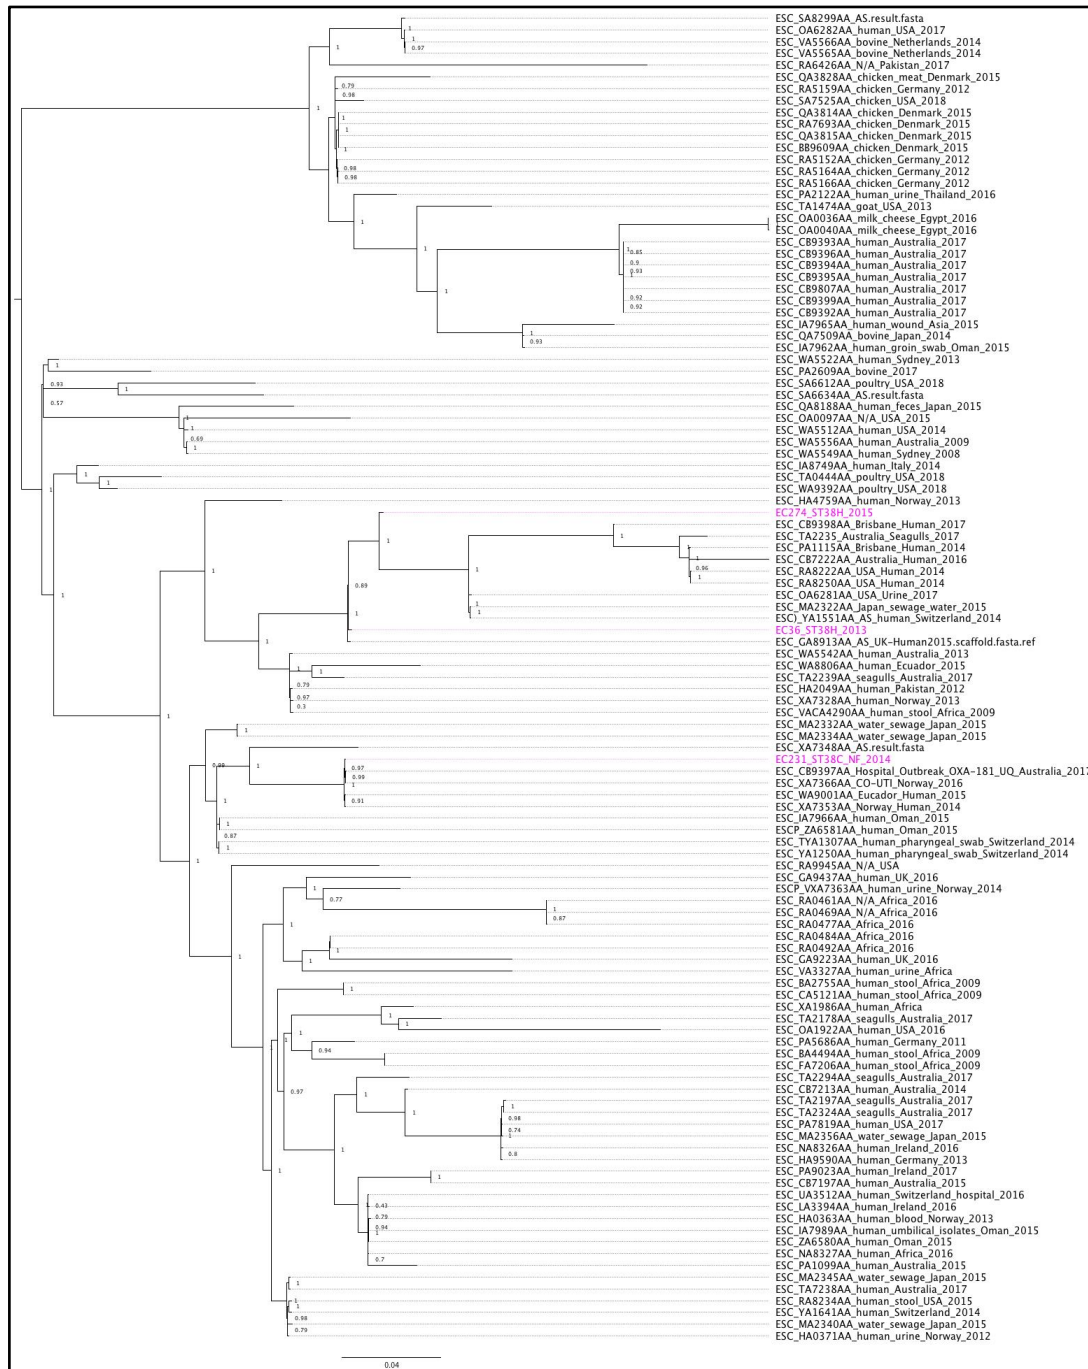 ESC_SA8299AA_AS.result.fasta
ESC_OA6282AA_human_USA_2017
ESC_VA5566AA_bovine_Netherlands_2014
ESC_VA5565AA_bovine_Netherlands_2014
ESC_RA6426AA_N/A_Pakistan_2017
ESC_QA3828AA_chicken_meat_Denmark_2015
ESC_RA5159AA_chicken_Germany_2012
ESC_SA7525AA_chicken_USA_2018
ESC_QA3814AA_chicken_Denmark_2015
ESC_RA7693AA_chicken_Denmark_2015
ESC_QA3815AA_chicken_Denmark_2015
ESC_BB9609AA_chicken_Denmark_2015
ESC_RA5152AA_chicken_Germany_2012
ESC_RA5164AA_chicken_Germany_2012
ESC_RA5166AA_chicken_Germany_2012
ESC_PA2122AA_human_urine_Thailand_2016
ESC_TA1474AA_goat_USA_2013
ESC_OA0036AA_milk_cheese_Egypt_2016
ESC_OA0040AA_milk_cheese_Egypt_2016
ESC_CB9393AA_human_Australia_2017
ESC_CB9396AA_human_Australia_2017
ESC_CB9394AA_human_Australia_2017
ESC_CB9395AA_human_Australia_2017
ESC_CB9807AA_human_Australia_2017
ESC_CB9399AA_human_Australia_2017
ESC_CB9392AA_human_Australia_2017
ESC_IA7965AA_human_wound_Asia_2015
ESC_QA7509AA_bovine_Japan_2014
ESC_IA7962AA_human_groin_swab_Oman_2015
ESC_WA5522AA_human_Sydney_2013
ESC_PA2609AA_bovine_2017
ESC_SA6612AA_poultry_USA_2018
ESC_SA6634AA_AS.result.fasta
ESC_QA8188AA_human_feces_Japan_2015
ESC_OA0097AA_N/A_USA_2015
ESC_WA5512AA_human_USA_2014
ESC_WA5556AA_human_Australia_2009
ESC_WA5549AA_human_Sydney_2008
ESC_IA8749AA_human_Italy_2014
ESC_TA0444AA_poultry_USA_2018
ESC_WA9392AA_poultry_USA_2018
ESC_HA4759AA_human_Norway_2013
EC274_ST38H_2015
ESC_CB9398AA_Brisbane_Human_2017
ESC_TA2235_Australia_Seagulls_2017
ESC_PA1115AA_Brisbane_Human_2014
ESC_CB7222AA_Australia_Human_2016
ESC_RA8222AA_USA_Human_2014
ESC_RA8250AA_USA_Human_2014
ESC_OA6281AA_USA_Urine_2017
ESC_MA2322AA_Japan_sewage_water_2015
ESC)_YA1551AA_AS_human_Switzerland_2014
EC36_ST38H_2013
ESC_GA8913AA_AS_UK-Human2015.scaffold.fasta.ref
ESC_WA5542AA_human_Australia_2013
ESC_WA8806AA_human_Ecuador_2015
ESC_TA2239AA_seagulls_Australia_2017
ESC_HA2049AA_human_Pakistan_2012
ESC_XA7328AA_human_Norway_2013
ESC_VACA4290AA_human_stool_Africa_2009
ESC_MA2332AA_water_sewage_Japan_2015
ESC_MA2334AA_water_sewage_Japan_2015
ESC_XA7348AA_AS.result.fasta
EC231_ST38C_NF_2014
ESC_CB9397AA_Hospital_Outbreak_OXA-181_UQ_Australia_2017
ESC_XA7366AA_CO-UTI_Norway_2016
ESC_WA9001AA_Eucador_Human_2015
ESC_XA7353AA_Norway_Human_2014
ESC_IA7966AA_human_Oman_2015
ESCP_ZA6581AA_human_Oman_2015
ESC_TYA1307AA_human_pharyngeal_swab_Switzerland_2014
ESC_YA1250AA_human_pharyngeal_swab_Switzerland_2014
ESC_RA9945AA_N/A_USA
ESC_GA9437AA_human_UK_2016
ESCP_VXA7363AA_human_urine_Norway_2014
ESC_RA0461AA_N/A_Africa_2016
ESC_RA0469AA_N/A_Africa_2016
ESC_RA0477AA_Africa_2016
ESC_RA0484AA_Africa_2016
ESC_RA0492AA_Africa_2016
ESC_GA9223AA_human_UK_2016
ESC_VA3327AA_human_urine_Africa
ESC_BA2755AA_human_stool_Africa_2009
ESC_CA5121AA_human_stool_Africa_2009
ESC_XA1986AA_human_Africa
ESC_TA2178AA_seagulls_Australia_2017
ESC_OA1922AA_human_USA_2016
ESC_PA5686AA_human_Germany_2011
ESC_BA4494AA_human_stool_Africa_2009
ESC_FA7206AA_human_stool_Africa_2009
ESC_TA2294AA_seagulls_Australia_2017
ESC_CB7213AA_human_Australia_2014
ESC_TA2197AA_seagulls_Australia_2017
ESC_TA2324AA_seagulls_Australia_2017
ESC_PA7819AA_human_USA_2017
ESC_MA2356AA_water_sewage_Japan_2015
ESC_NA8326AA_human_Ireland_2016
ESC_HA9590AA_human_Germany_2013
ESC_PA9023AA_human_Ireland_2017
ESC_CB7197AA_human_Australia_2015
ESC_UA3512AA_human_Switzerland_hospital_2016
ESC_LA3394AA_human_Ireland_2016
ESC_HA0363AA_human_blood_Norway_2013
ESC_IA7989AA_human_umbilical_isolates_Oman_2015
ESC_ZA6580AA_human_Oman_2015
ESC_NA8327AA_human_Africa_2016
ESC_PA1099AA_human_Australia_2015
ESC_MA2345AA_water_sewage_Japan_2015
ESC_TA7238AA_human_Australia_2017
ESC_RA8234AA_human_stool_USA_2015
ESC_YA1641AA_human_Switzerland_2014
ESC_MA2340AA_water_sewage_Japan_2015
ESC_HA0371AA_human_urine_Norway_2012
0.04